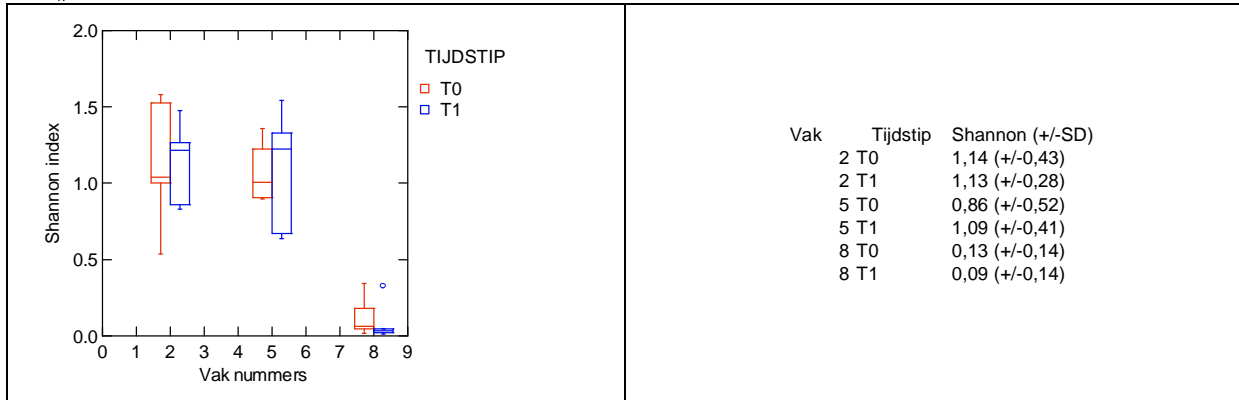 2.0
1.5
1.0
0.5
0.0
Shannon index
0 1 2 3 4 5 6 7 8 9
Vak nummers
TIJDSTIP
T0
T1
Vak Tijdstip Shannon (+/-SD)
2 T0 1,14 (+/-0,43)
2 T1 1,13 (+/-0,28)
5 T0 0,86 (+/-0,52)
5 T1 1,09 (+/-0,41)
8 T0 0,13 (+/-0,14)
8 T1 0,09 (+/-0,14)